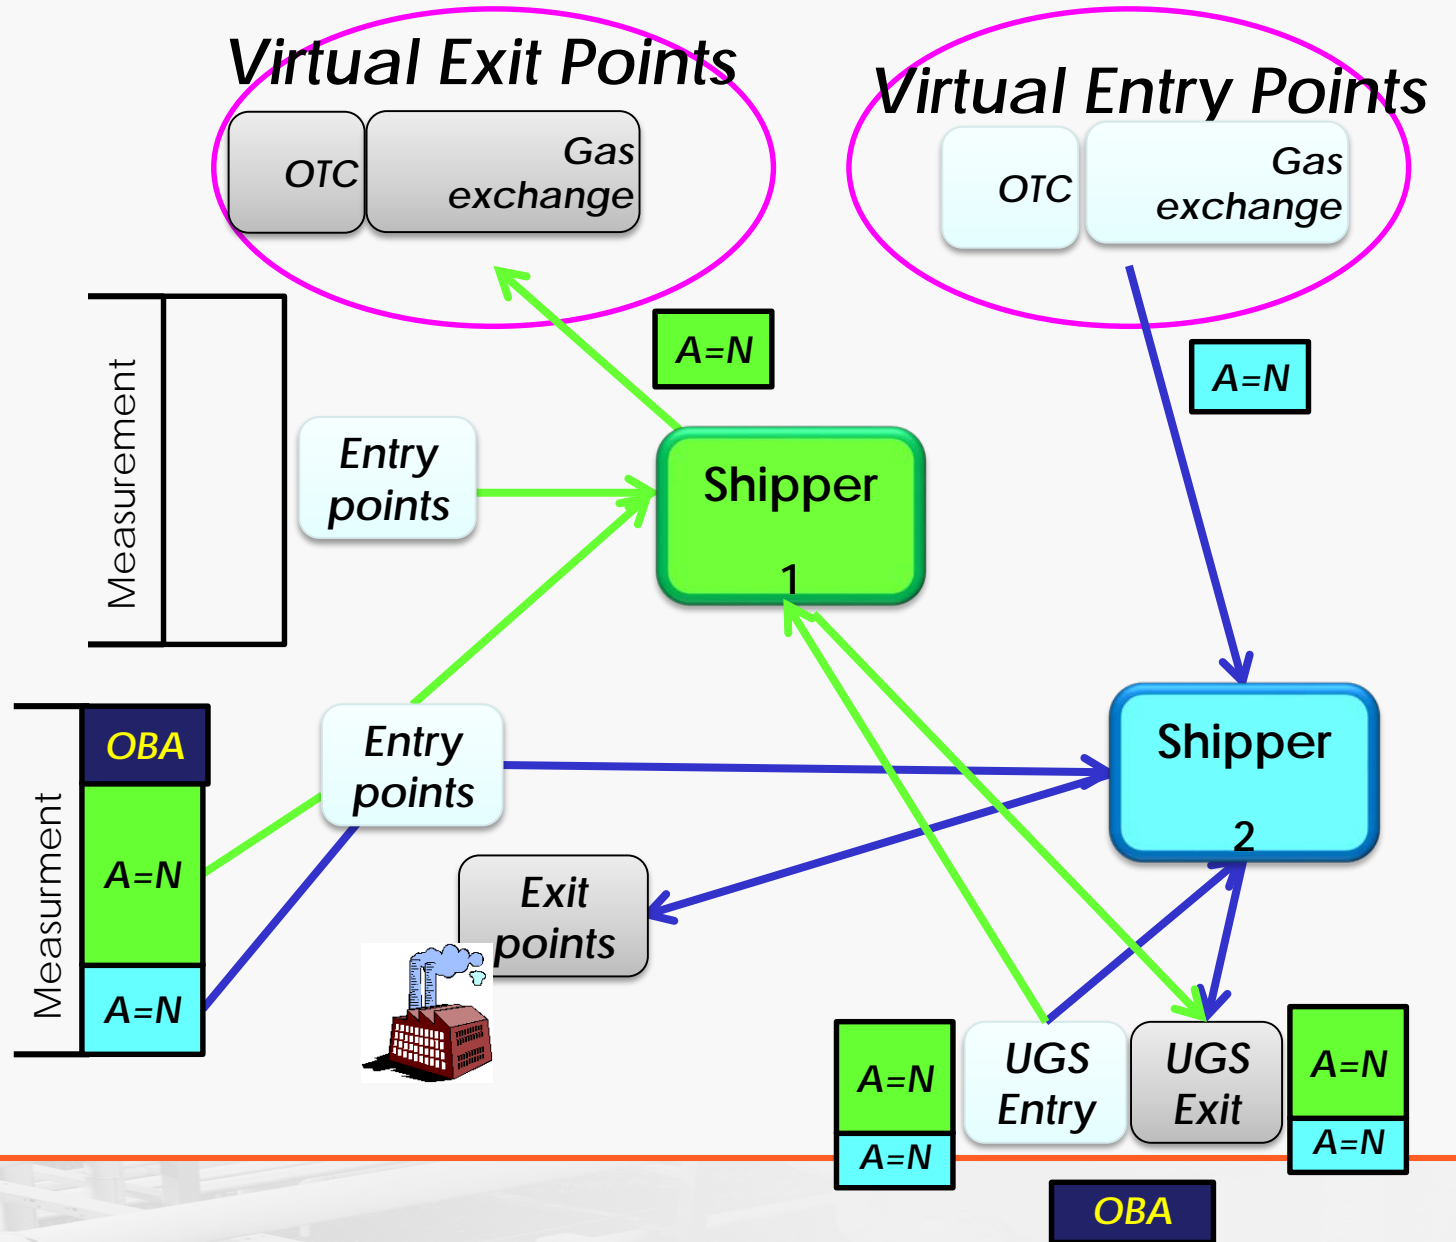 Virtual Exit Points
Virtual Entry Points
OTC
Gas
exchange
OTC
Gas
exchange
A=N
A=N
Measurement
Entry
points
Shipper
1
OBA
Entry
points
Shipper
2
Measurment
A=N
Exit
points
A=N
A=N
UGS
Entry
UGS
Exit
A=N
A=N
A=N
OBA